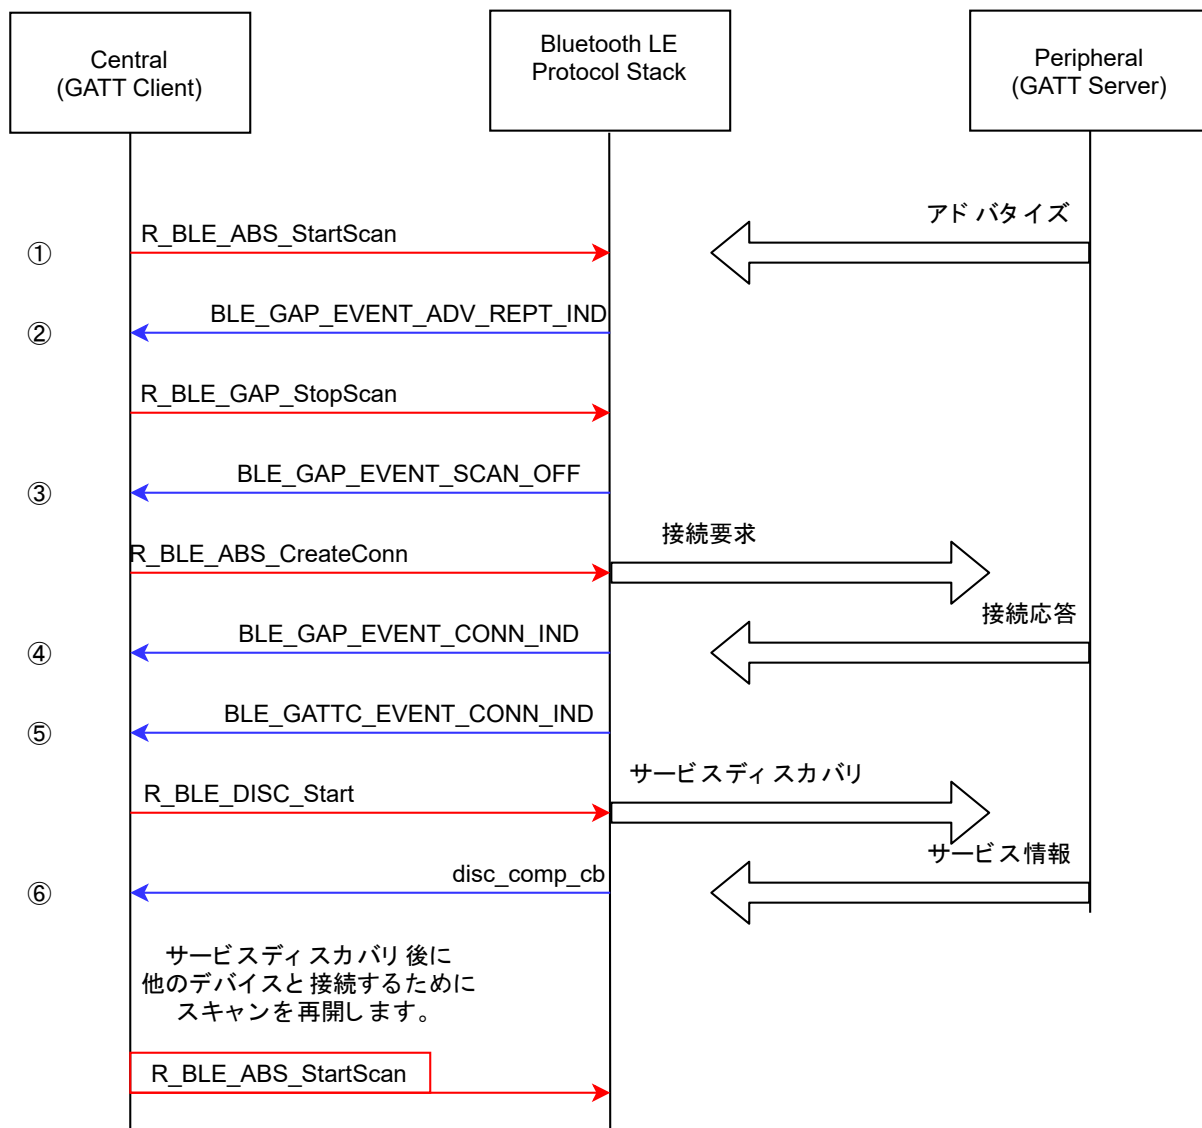 Central
(GATT Client)
Bluetooth LE
Protocol Stack
Peripheral
(GATT Server)
アドバタイズ
① R_BLE_ABS_StartScan
② BLE_GAP_EVENT_ADV_REPT_IND
R_BLE_GAP_StopScan
③ BLE_GAP_EVENT_SCAN_OFF
接続要求
R_BLE_ABS_CreateConn
接続応答
④ BLE_GAP_EVENT_CONN_IND
⑤ BLE_GATTC_EVENT_CONN_IND
サービスディスカバリ
R_BLE_DISC_Start
サービス情報
⑥ disc_comp_cb
サービスディスカバリ後に
他のデバイスと接続するために
スキャンを再開します。
R_BLE_ABS_StartScan